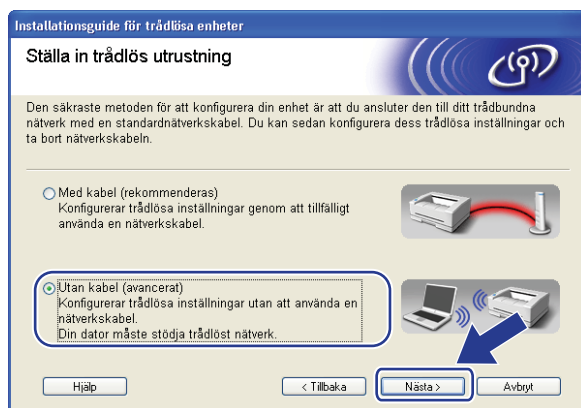 Installationsguide för trådlösa enheter
Ställa in trådlös utrustning
Den säkraste metoden för att konfigurera din enhet är att du ansluter den till ditt trådbundna
nätverk med en standardnätverkskabel. Du kan sedan konfigurera dess trådlösa inställningar och
ta bort nätverkskabeln.
Med kabel (rekommenderas)
Konfigurerar trådlösa inställningar genom att tillfälligt
använda en nätverkskabel.
Utan kabel (avancerat)
Konfigurerar trådlösa inställningar utan att använda en
nätverkskabel.
Din dator måste stödja trådlöst nätverk.
Hjälp
< Tillbaka
Nästa >
Avbryt